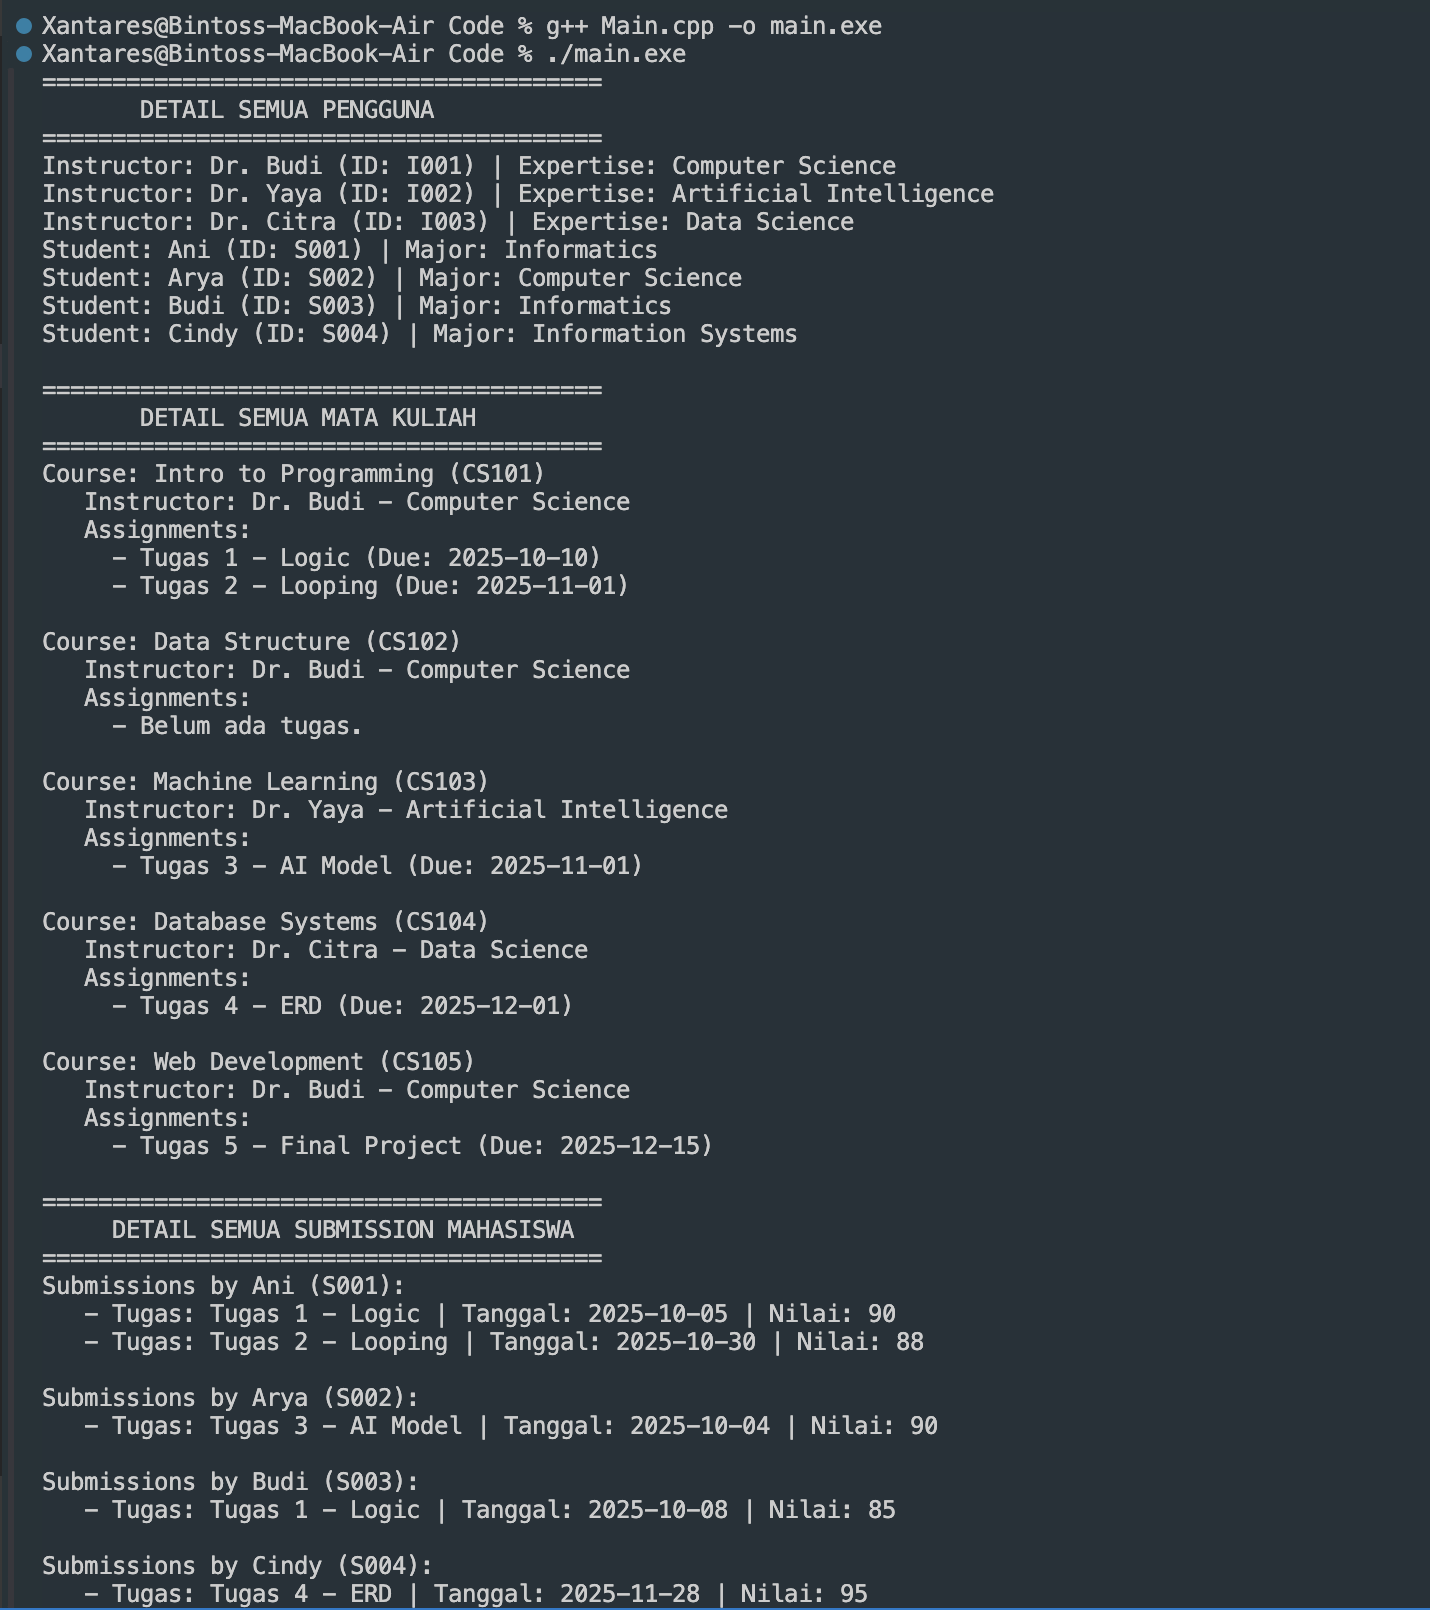 Xantares@Bintoss-MacBook-Air Code % g++ Main.cpp -o main.exe
Xantares@Bintoss-MacBook-Air Code % ./main.exe
========================================
       DETAIL SEMUA PENGGUNA
========================================
Instructor: Dr. Budi (ID: I001) | Expertise: Computer Science
Instructor: Dr. Yaya (ID: I002) | Expertise: Artificial Intelligence
Instructor: Dr. Citra (ID: I003) | Expertise: Data Science
Student: Ani (ID: S001) | Major: Informatics
Student: Arya (ID: S002) | Major: Computer Science
Student: Budi (ID: S003) | Major: Informatics
Student: Cindy (ID: S004) | Major: Information Systems

========================================
       DETAIL SEMUA MATA KULIAH
========================================
Course: Intro to Programming (CS101)
   Instructor: Dr. Budi - Computer Science
   Assignments:
     - Tugas 1 - Logic (Due: 2025-10-10)
     - Tugas 2 - Looping (Due: 2025-11-01)

Course: Data Structure (CS102)
   Instructor: Dr. Budi - Computer Science
   Assignments:
     - Belum ada tugas.

Course: Machine Learning (CS103)
   Instructor: Dr. Yaya - Artificial Intelligence
   Assignments:
     - Tugas 3 - AI Model (Due: 2025-11-01)

Course: Database Systems (CS104)
   Instructor: Dr. Citra - Data Science
   Assignments:
     - Tugas 4 - ERD (Due: 2025-12-01)

Course: Web Development (CS105)
   Instructor: Dr. Budi - Computer Science
   Assignments:
     - Tugas 5 - Final Project (Due: 2025-12-15)

========================================
     DETAIL SEMUA SUBMISSION MAHASISWA
========================================
Submissions by Ani (S001):
   - Tugas: Tugas 1 - Logic | Tanggal: 2025-10-05 | Nilai: 90
   - Tugas: Tugas 2 - Looping | Tanggal: 2025-10-30 | Nilai: 88

Submissions by Arya (S002):
   - Tugas: Tugas 3 - AI Model | Tanggal: 2025-10-04 | Nilai: 90

Submissions by Budi (S003):
   - Tugas: Tugas 1 - Logic | Tanggal: 2025-10-08 | Nilai: 85

Submissions by Cindy (S004):
   - Tugas: Tugas 4 - ERD | Tanggal: 2025-11-28 | Nilai: 95